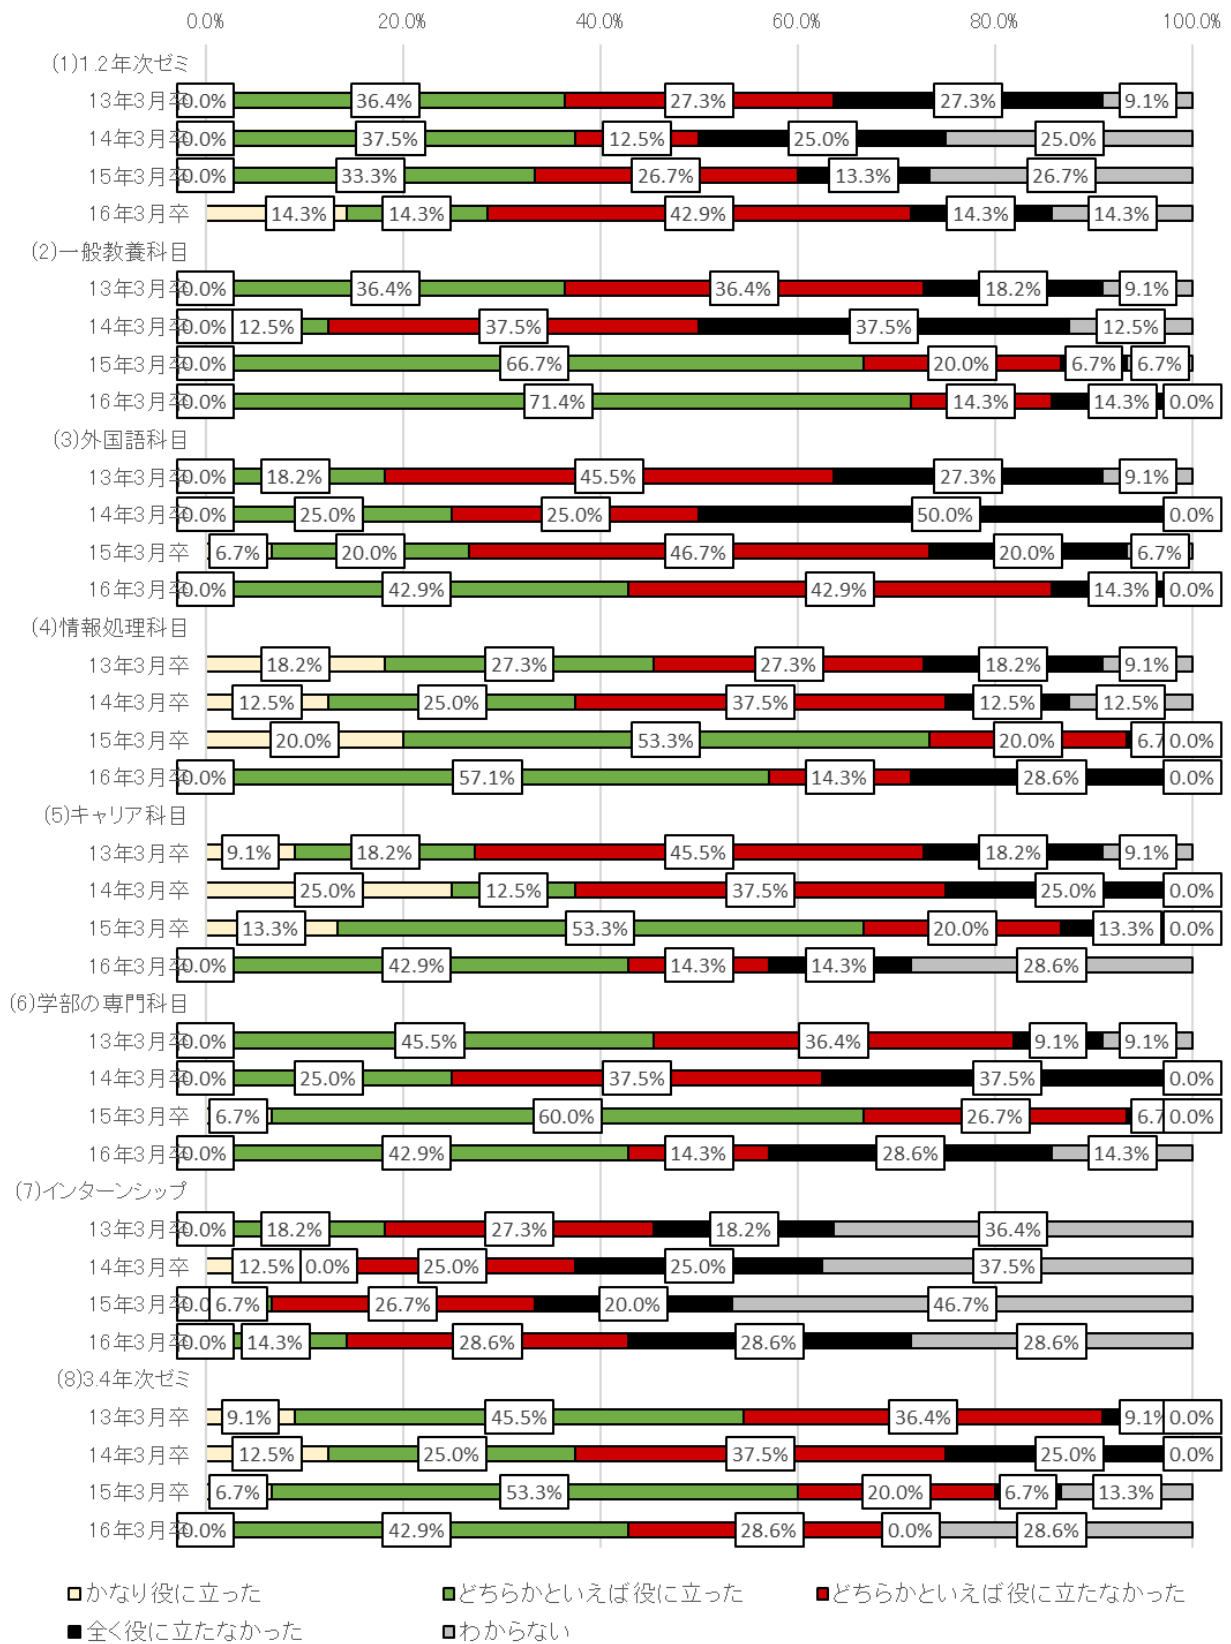 0.0% 20.0% 40.0% 60.0% 80.0% 100.0%
(1)1.2年次ゼミ
13年3月卒 0.0% 36.4% 27.3% 27.3% 9.1%
14年3月卒 0.0% 37.5% 12.5% 25.0% 25.0%
15年3月卒 0.0% 33.3% 26.7% 13.3% 26.7%
16年3月卒 14.3% 14.3% 42.9% 14.3% 14.3%
(2)一般教養科目
13年3月卒 0.0% 36.4% 36.4% 18.2% 9.1%
14年3月卒 0.0% 12.5% 37.5% 37.5% 12.5%
15年3月卒 0.0% 66.7% 20.0% 6.7% 6.7%
16年3月卒 0.0% 71.4% 14.3% 14.3% 0.0%
(3)外国語科目
13年3月卒 0.0% 18.2% 45.5% 27.3% 9.1%
14年3月卒 0.0% 25.0% 25.0% 50.0% 0.0%
15年3月卒 6.7% 20.0% 46.7% 20.0% 6.7%
16年3月卒 0.0% 42.9% 42.9% 14.3% 0.0%
(4)情報処理科目
13年3月卒 18.2% 27.3% 27.3% 18.2% 9.1%
14年3月卒 12.5% 25.0% 37.5% 12.5% 12.5%
15年3月卒 20.0% 53.3% 20.0% 6.7 0.0%
16年3月卒 0.0% 57.1% 14.3% 28.6% 0.0%
(5)キャリア科目
13年3月卒 9.1% 18.2% 45.5% 18.2% 9.1%
14年3月卒 25.0% 12.5% 37.5% 25.0% 0.0%
15年3月卒 13.3% 53.3% 20.0% 13.3% 0.0%
16年3月卒 0.0% 42.9% 14.3% 14.3% 28.6%
(6)学部の専門科目
13年3月卒 0.0% 45.5% 36.4% 9.1% 9.1%
14年3月卒 0.0% 25.0% 37.5% 37.5% 0.0%
15年3月卒 6.7% 60.0% 26.7% 6.7 0.0%
16年3月卒 0.0% 42.9% 14.3% 28.6% 14.3%
(7)インターンシップ
13年3月卒 0.0% 18.2% 27.3% 18.2% 36.4%
14年3月卒 12.5% 0.0% 25.0% 25.0% 37.5%
15年3月卒 0.0 6.7% 26.7% 20.0% 46.7%
16年3月卒 0.0% 14.3% 28.6% 28.6% 28.6%
(8)3.4年次ゼミ
13年3月卒 9.1% 45.5% 36.4% 9.1% 0.0%
14年3月卒 12.5% 25.0% 37.5% 25.0% 0.0%
15年3月卒 6.7% 53.3% 20.0% 6.7% 13.3%
16年3月卒 0.0% 42.9% 28.6% 0.0% 28.6%
かなり役に立った どちらかといえば役に立った どちらかといえば役に立たなかった
全く役に立たなかった わからない